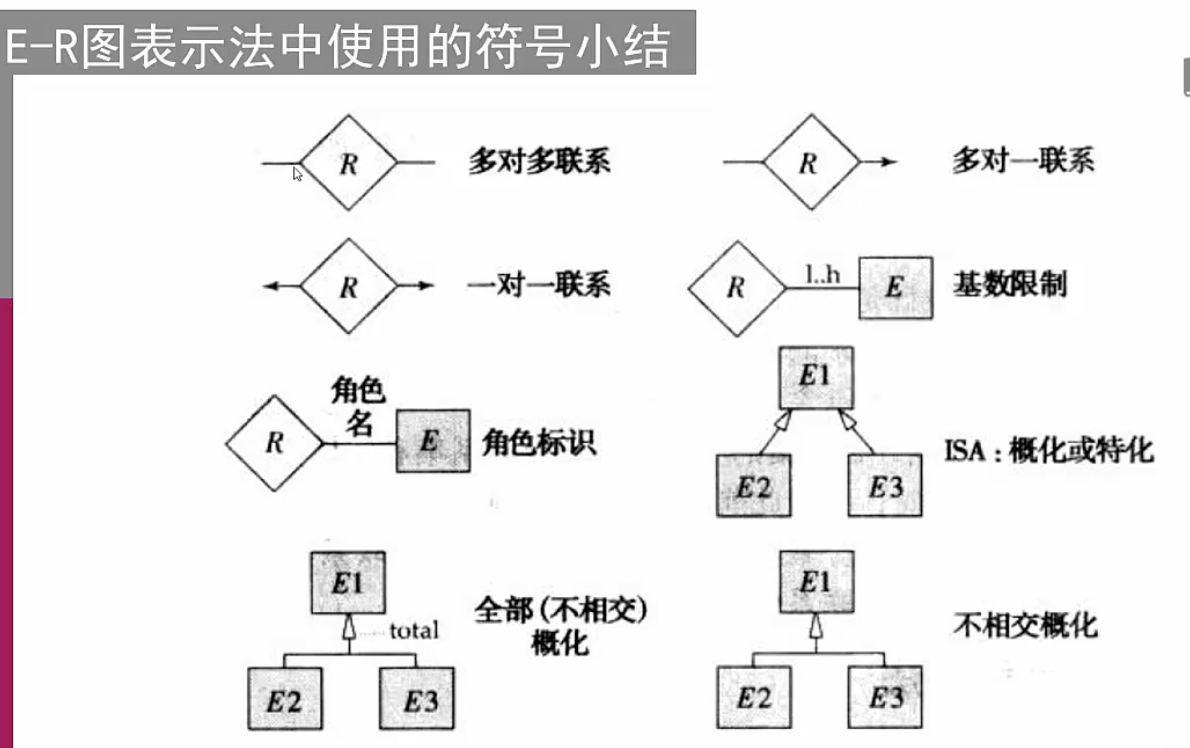 E-R图表示法中使用的符号小结
R 多对多联系
R 多对一联系
R 一对一联系
R l..h E 基数限制
角色
名
R E 角色标识
E1
E2 E3
ISA：概化或特化
E1
total
E2 E3
全部(不相交)
概化
E1
E2 E3
不相交概化